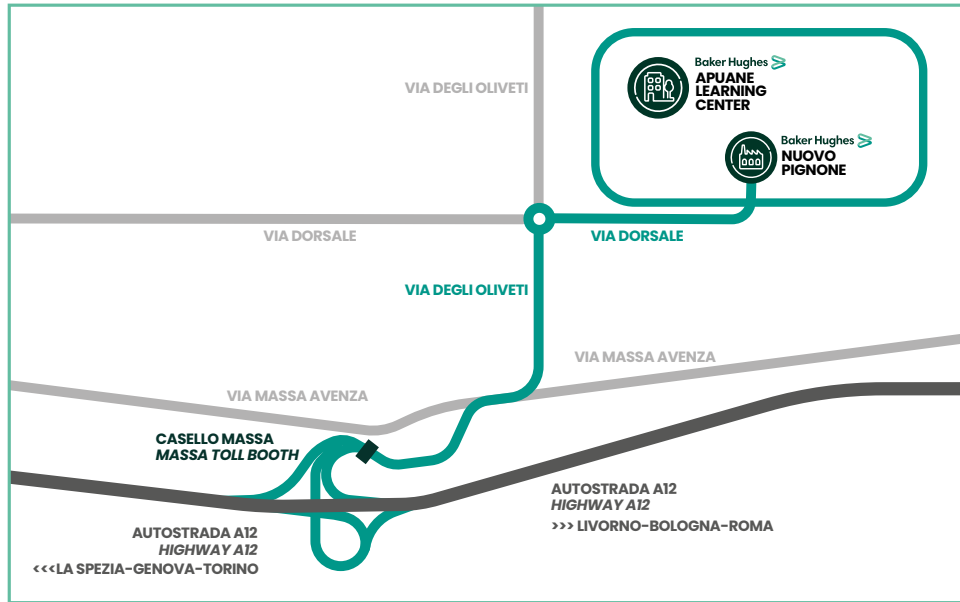 VIA DEGLI OLIVETI
Baker Hughes
APUANE
LEARNING
CENTER
Baker Hughes
NUOVO
PIGNONE
VIA DORSALE
VIA DORSALE
VIA DEGLI OLIVETI
VIA MASSA AVENZA
VIA MASSA AVENZA
CASELLO MASSA
MASSA TOLL BOOTH
AUTOSTRADA A12
HIGHWAY A12
>>> LIVORNO-BOLOGNA-ROMA
AUTOSTRADA A12
HIGHWAY A12
<<<LA SPEZIA-GENOVA-TORINO